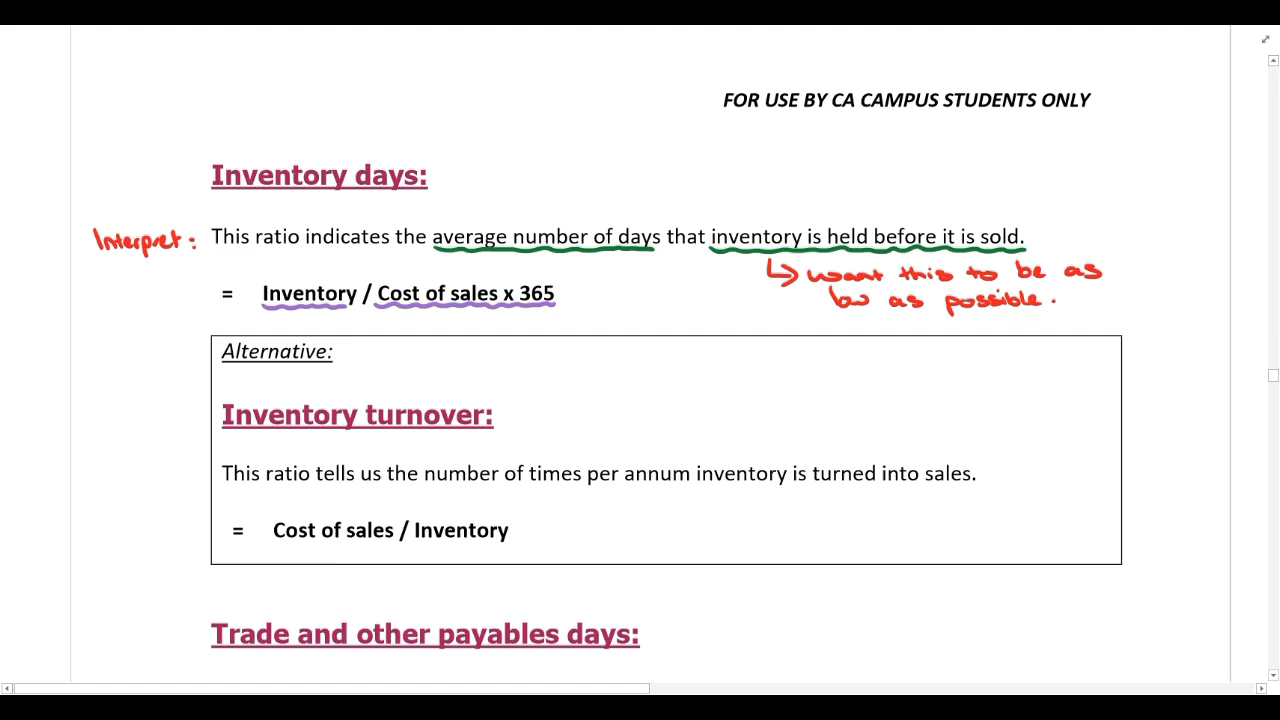 FOR USE BY CA CAMPUS STUDENTS ONLY
Inventory days:
Interpret: This ratio indicates the average number of days that inventory is held before it is sold.
↳ want this to be as
low as possible.
= Inventory / Cost of sales x 365
Alternative:
Inventory turnover:
This ratio tells us the number of times per annum inventory is turned into sales.
= Cost of sales / Inventory
Trade and other payables days: